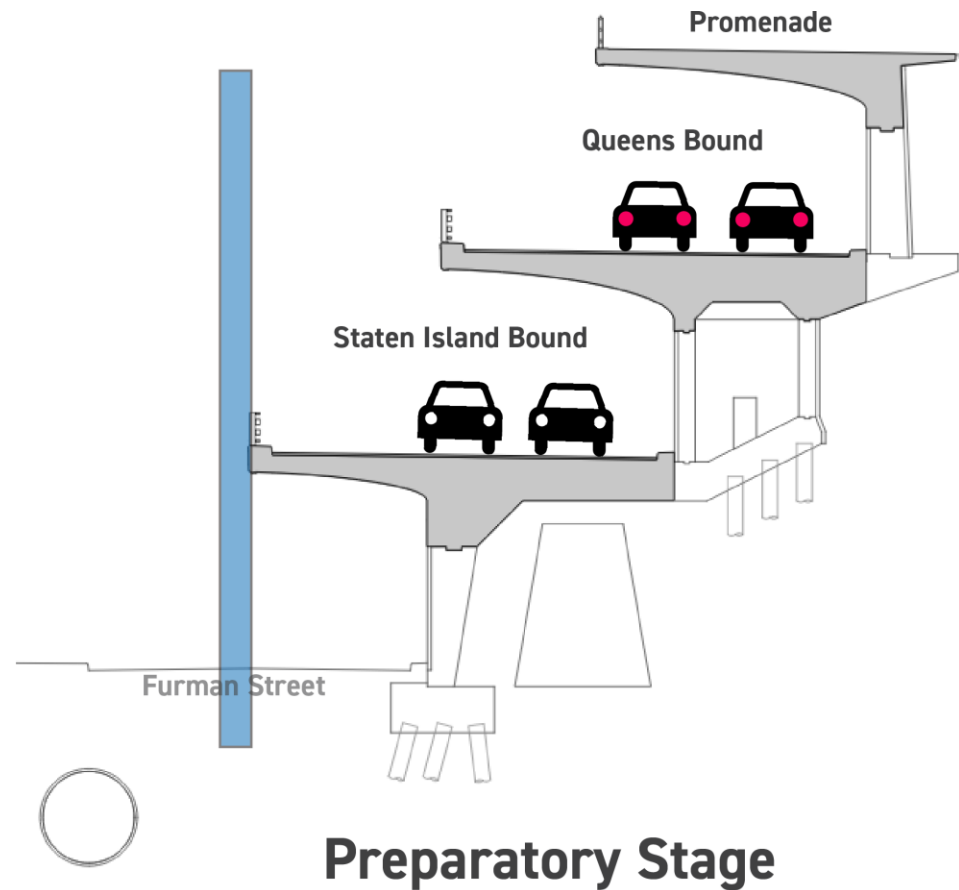 Promenade
Queens Bound
Staten Island Bound
Furman Street
Preparatory Stage